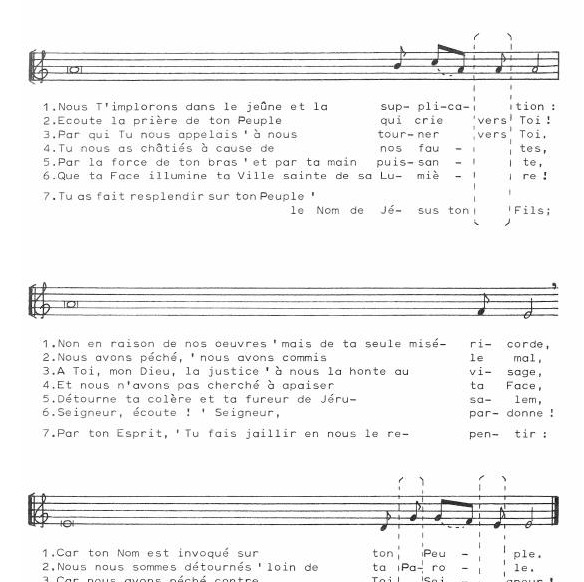 1.Nous T'implorons dans le jeûne et la sup- pli-ca- tion :
2.Ecoute la prière de ton Peuple qui crie vers Toi !
3.Par qui Tu nous appelais ' à nous tour-ner vers Toi,
4.Tu nous as châtiés à cause de nos fau - tes,
5.Par la force de ton bras ' et par ta main puis-san - te,
6.Que ta Face illumine ta Ville sainte de sa Lu- miè - re !
7.Tu as fait resplendir sur ton Peuple '
le Nom de Jé- sus ton Fils;
1.Non en raison de nos oeuvres ' mais de ta seule misé- ri- corde,
2.Nous avons péché, ' nous avons commis le mal,
3.A Toi, mon Dieu, la justice ' à nous la honte au vi- sage,
4.Et nous n'avons pas cherché à apaiser ta Face,
5.Détourne ta colère et ta fureur de Jéru- sa- lem,
6.Seigneur, écoute ! ' Seigneur, par- donne !
7.Par ton Esprit, ' Tu fais jaillir en nous le re- pen- tir :
1.Car ton Nom est invoqué sur ton Peu - ple.
2.Nous nous sommes détournés ' loin de ta Pa- ro - le.
3.Car nous avons péché contre Toi